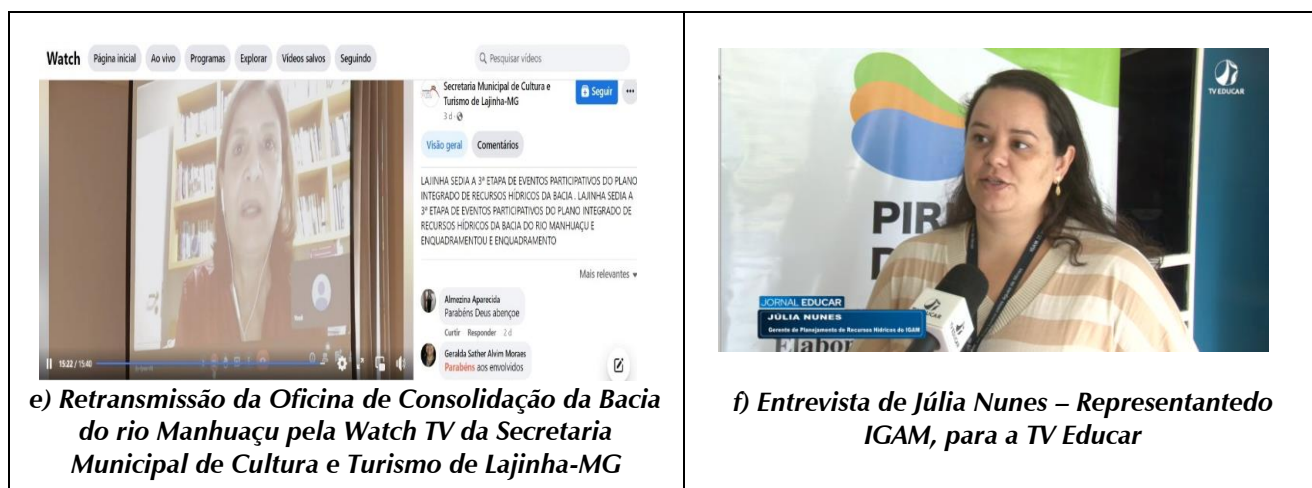 Watch Página inicial Ao vivo Programas Explorar Vídeos salvos Seguindo Pesquisar vídeos
Secretaria Municipal de Cultura e
Turismo de Lajinha-MG
3 d
Seguir
Visão geral Comentários
LAJINHA SEDIA A 3ª ETAPA DE EVENTOS PARTICIPATIVOS DO PLANO
INTEGRADO DE RECURSOS HÍDRICOS DA BACIA . LAJINHA SEDIA A
3ª ETAPA DE EVENTOS PARTICIPATIVOS DO PLANO INTEGRADO DE
RECURSOS HÍDRICOS DA BACIA DO RIO MANHUAÇU E
ENQUADRAMENTOU E ENQUADRAMENTO
Mais relevantes
Almezina Aparecida
Parabéns Deus abençoe
Curtir Responder 2 d
Geralda Sather Alvim Moraes
Parabéns aos envolvidos
15:22 / 15:40
e) Retransmissão da Oficina de Consolidação da Bacia
do rio Manhuaçu pela Watch TV da Secretaria
Municipal de Cultura e Turismo de Lajinha-MG
TV EDUCAR
PIR
D
JORNAL EDUCAR
JÚLIA NUNES
Gerente de Planejamento de Recursos Hídricos do IGAM
Elabor
EDUCAR
f) Entrevista de Júlia Nunes – Representantedo
IGAM, para a TV Educar